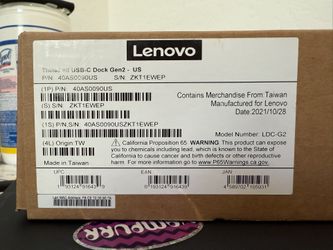 Lenovo
USB-C Dock Gen2 - US
P/N: 40AS0090US S/N: ZKT1EWEP
(1P) P/N: 40AS0090US
(S) S/N: ZKT1EWEP
Contains Merchandise From Taiwan
Manufactured for Lenovo
Date:2021/10/28
(1S) P/N,S/N: 40AS0090USZKT1EWEP
Model: LDC-G2
(4L) Origin:TW
Made in Taiwan
California Proposition 65 WARNING: This product can expose
you to chemicals including lead, which is known to the State of
California to cause cancer and birth defects or other reproductive
harm. For more information go to www.P65Warnings.ca.gov.
UPC
EAN
JAN